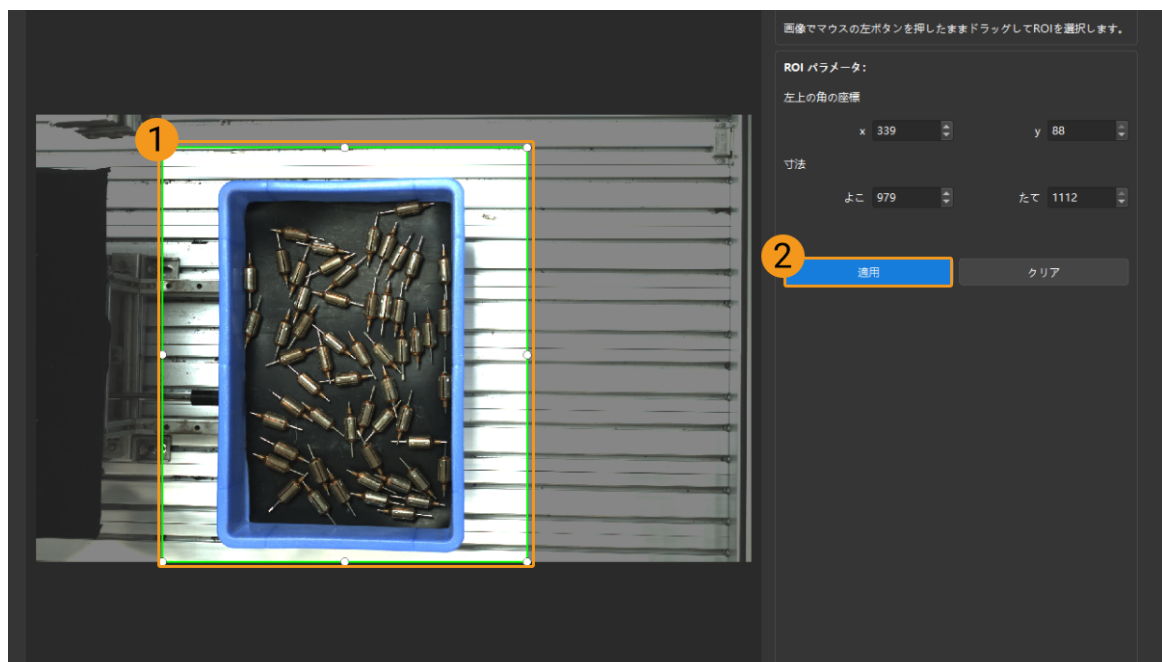 画像でマウスの左ボタンを押したままドラッグしてROIを選択します。
ROI パラメータ:
左上の角の座標
1
x 339 y 88
寸法
よこ 979 たて 1112
2
適用 クリア